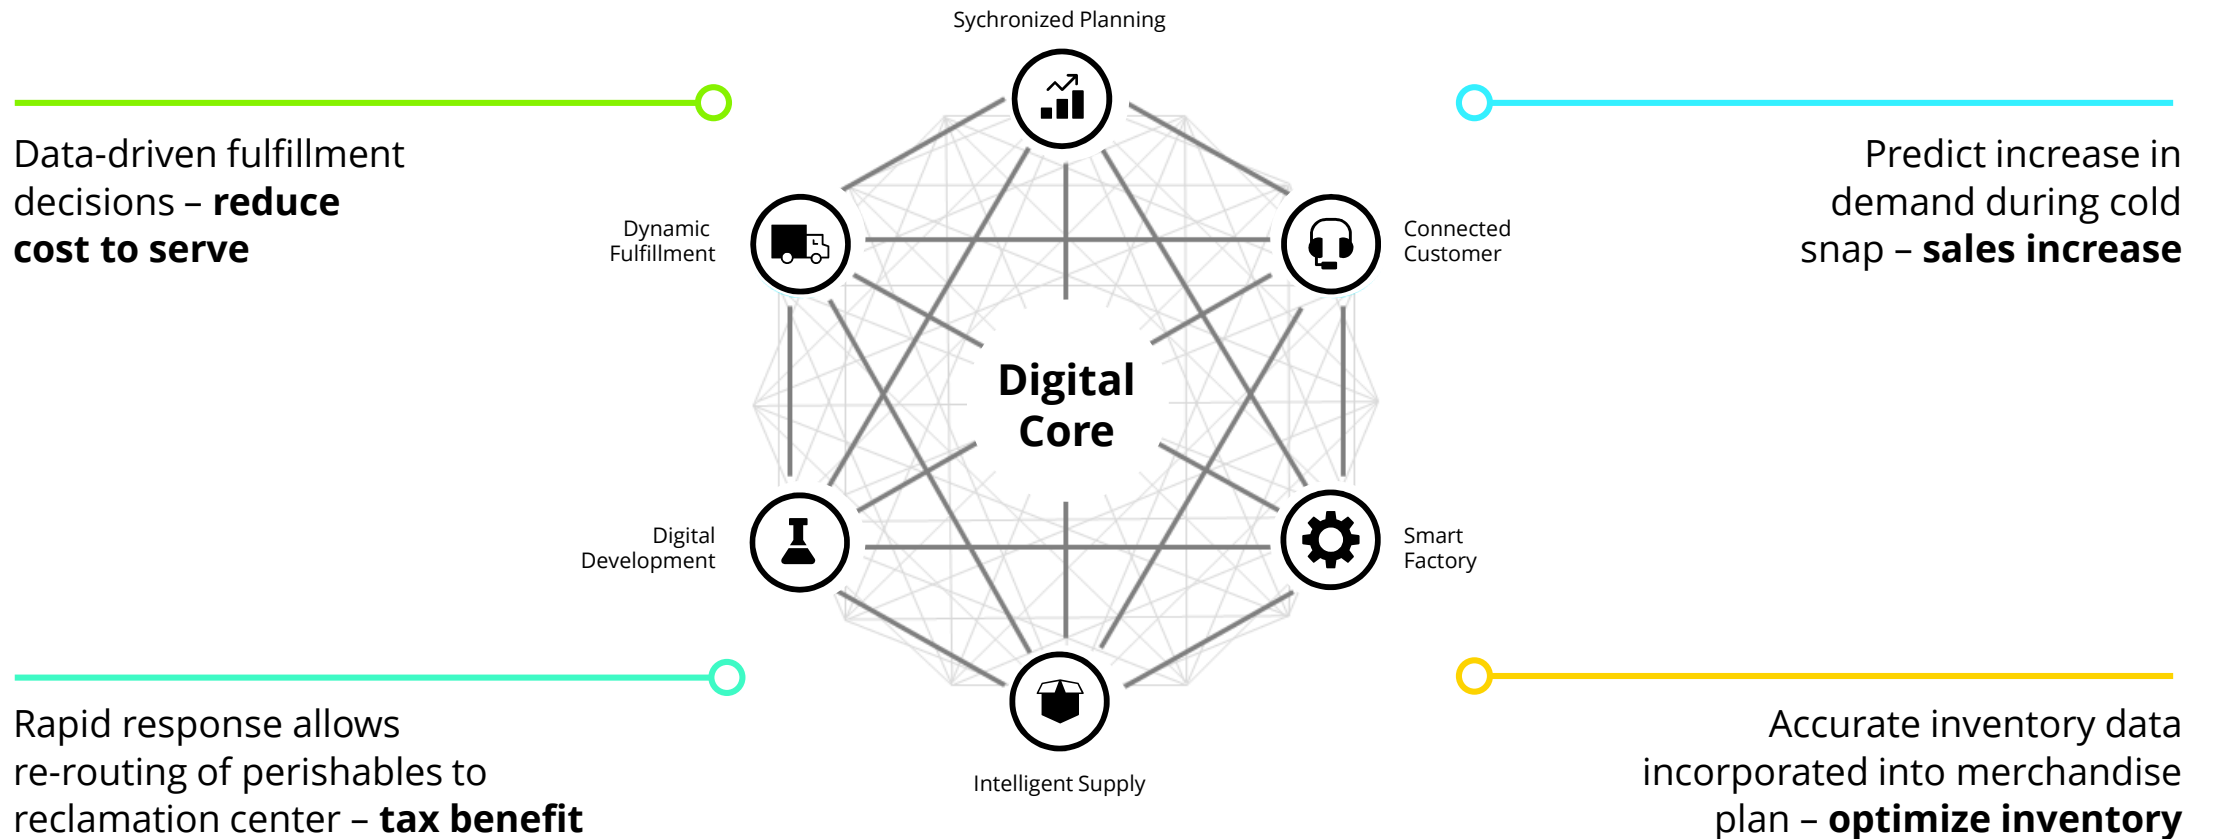 Sychronized Planning
Data-driven fulfillment
decisions – reduce
cost to serve
Predict increase in
demand during cold
snap – sales increase
Dynamic
Fulfillment
Connected
Customer
Digital
Core
Digital
Development
Smart
Factory
Rapid response allows
re-routing of perishables to
reclamation center – tax benefit
Intelligent Supply
Accurate inventory data
incorporated into merchandise
plan – optimize inventory